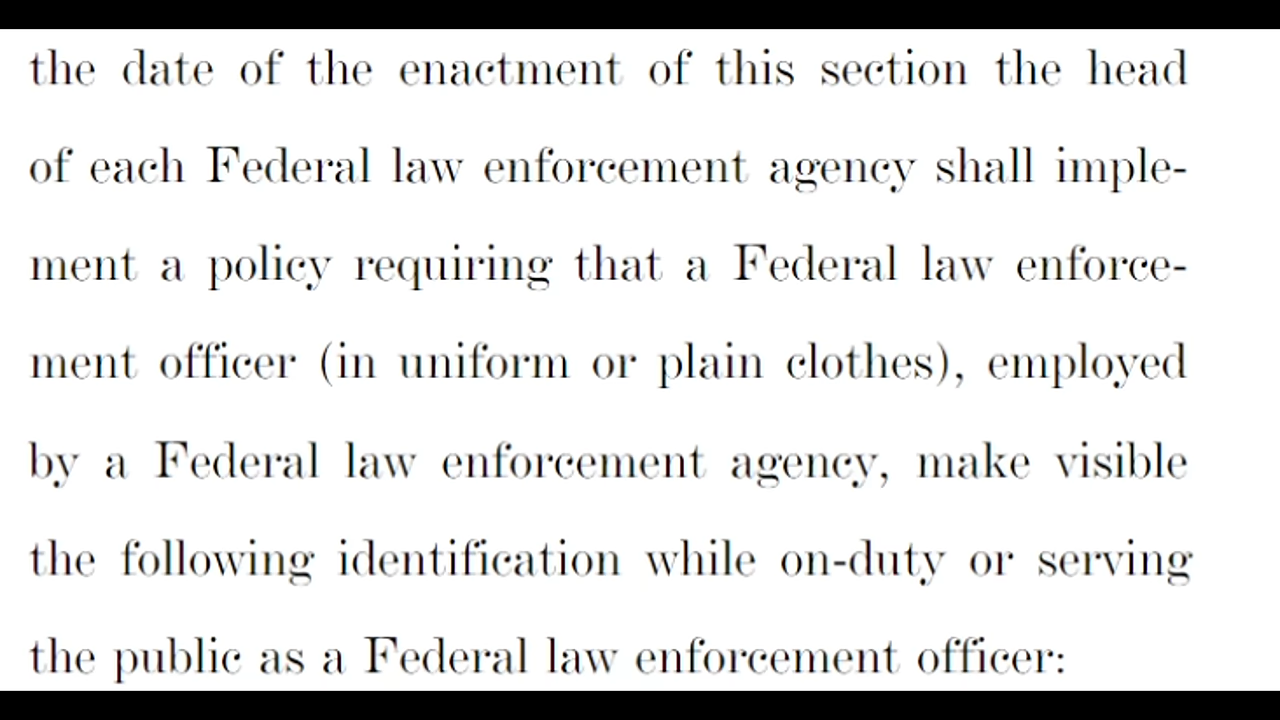 the date of the enactment of this section the head
of each Federal law enforcement agency shall imple-
ment a policy requiring that a Federal law enforce-
ment officer (in uniform or plain clothes), employed
by a Federal law enforcement agency, make visible
the following identification while on-duty or serving
the public as a Federal law enforcement officer: